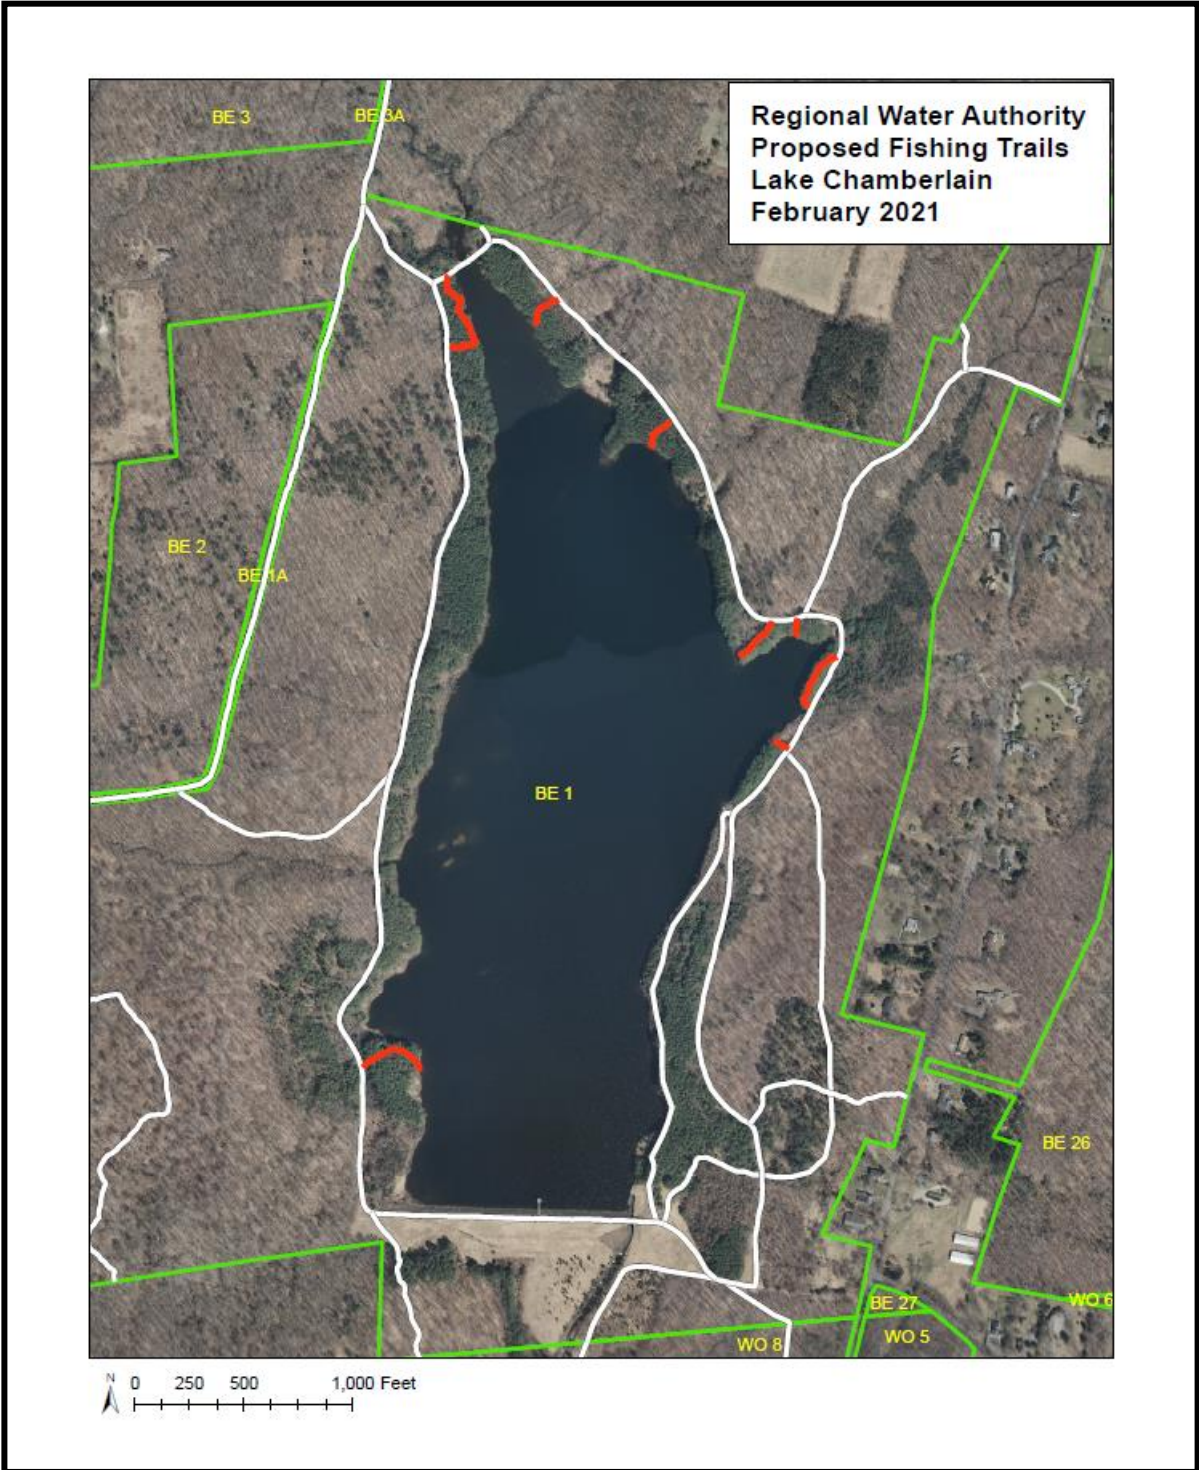 Regional Water Authority
Proposed Fishing Trails
Lake Chamberlain
February 2021
BE 3
BE 3A
BE 2
BE 1A
BE 1
BE 26
BE 27
WO 6
WO 5
WO 8
N
0 250 500 1,000 Feet